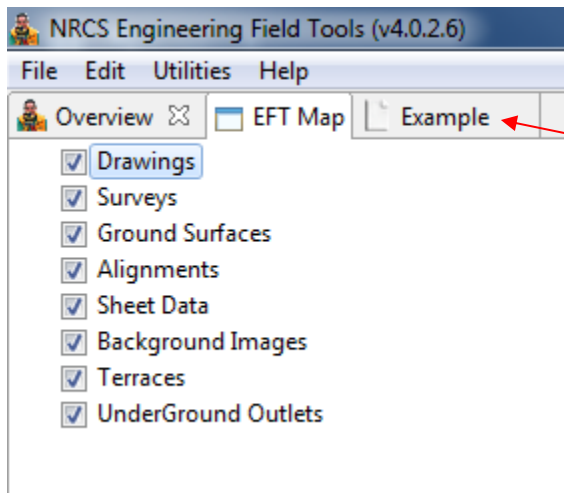 NRCS Engineering Field Tools (v4.0.2.6)
File Edit Utilities Help
Overview EFT Map Example
Drawings
Surveys
Ground Surfaces
Alignments
Sheet Data
Background Images
Terraces
UnderGround Outlets